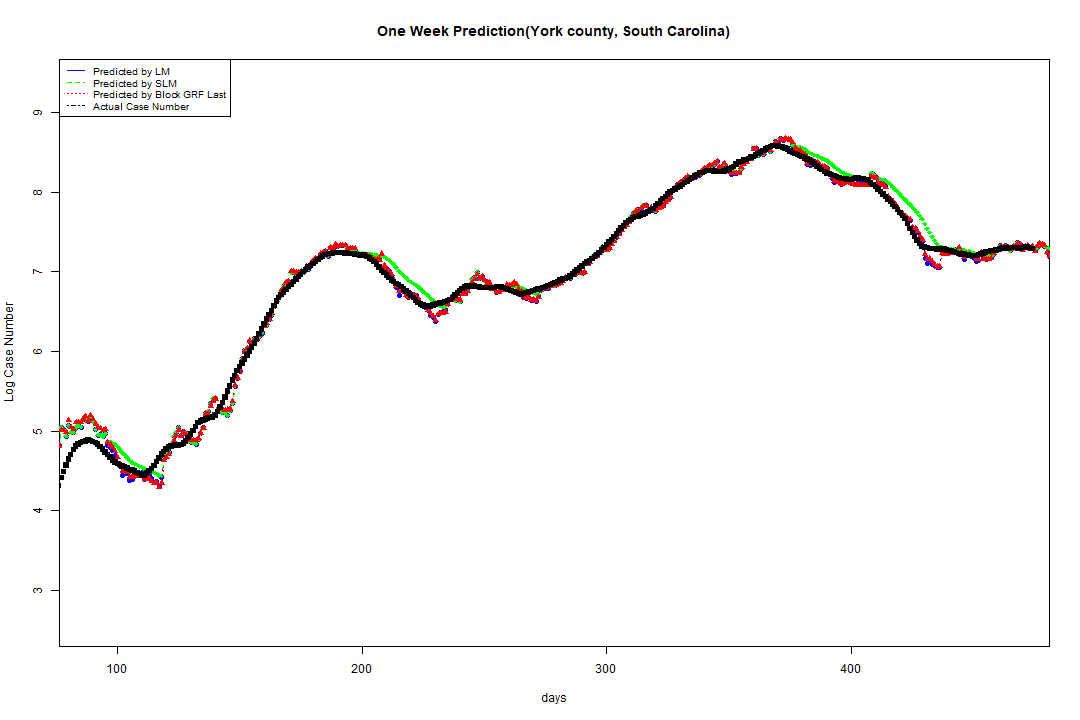 One Week Prediction(York county, South Carolina)
Predicted by LM
Predicted by SLM
Predicted by Block GRF Last
Actual Case Number
9
8
7
6
5
4
3
Log Case Number
100 200 300 400
days